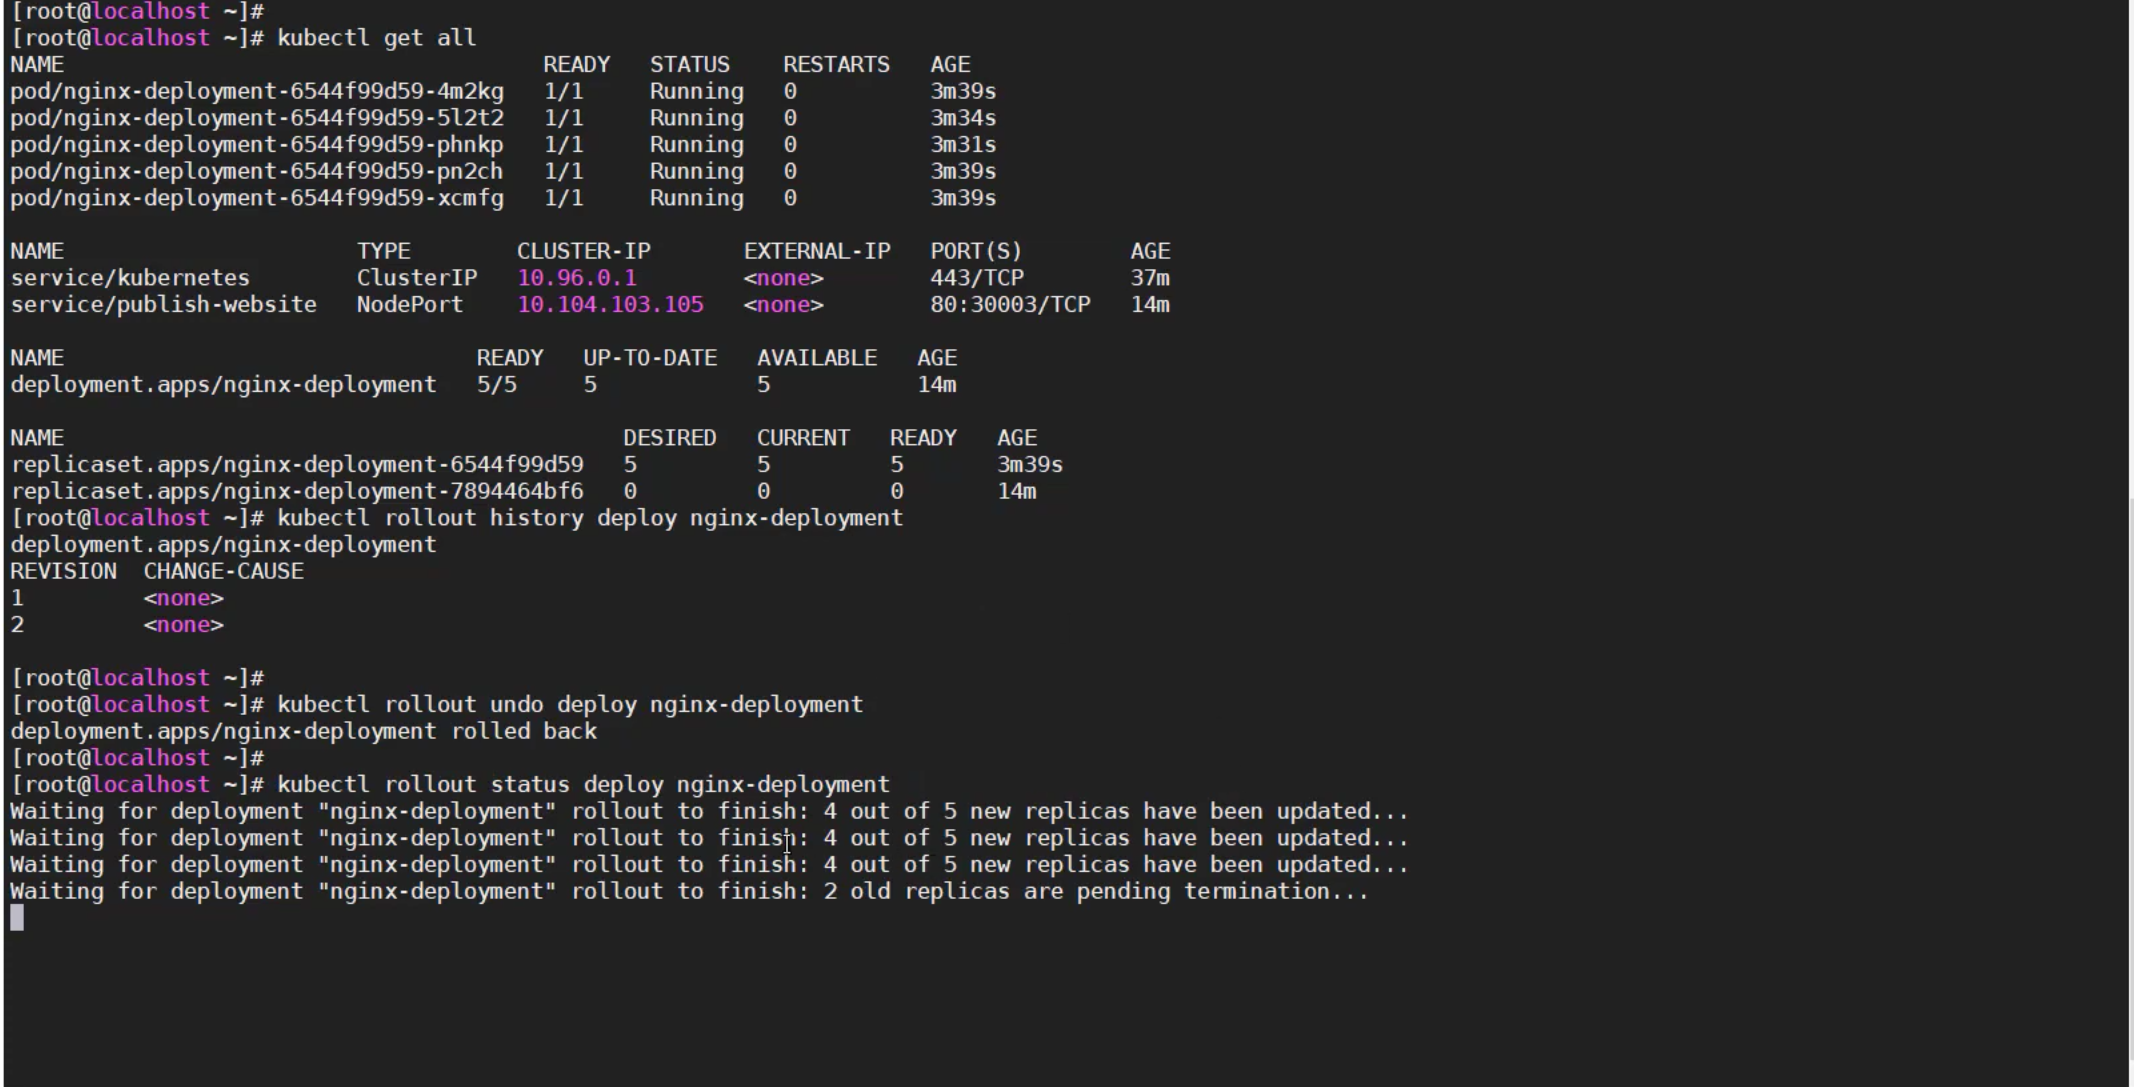 [root@localhost ~]#
[root@localhost ~]# kubectl get all
NAME                                    READY   STATUS    RESTARTS   AGE
pod/nginx-deployment-6544f99d59-4m2kg   1/1     Running   0          3m39s
pod/nginx-deployment-6544f99d59-5l2t2   1/1     Running   0          3m34s
pod/nginx-deployment-6544f99d59-phnkp   1/1     Running   0          3m31s
pod/nginx-deployment-6544f99d59-pn2ch   1/1     Running   0          3m39s
pod/nginx-deployment-6544f99d59-xcmfg   1/1     Running   0          3m39s

NAME                      TYPE        CLUSTER-IP       EXTERNAL-IP   PORT(S)        AGE
service/kubernetes        ClusterIP   10.96.0.1        <none>        443/TCP        37m
service/publish-website   NodePort    10.104.103.105   <none>        80:30003/TCP   14m

NAME                               READY   UP-TO-DATE   AVAILABLE   AGE
deployment.apps/nginx-deployment   5/5     5            5           14m

NAME                                          DESIRED   CURRENT   READY   AGE
replicaset.apps/nginx-deployment-6544f99d59   5         5         5       3m39s
replicaset.apps/nginx-deployment-7894464bf6   0         0         0       14m
[root@localhost ~]# kubectl rollout history deploy nginx-deployment
deployment.apps/nginx-deployment
REVISION  CHANGE-CAUSE
1         <none>
2         <none>

[root@localhost ~]#
[root@localhost ~]# kubectl rollout undo deploy nginx-deployment
deployment.apps/nginx-deployment rolled back
[root@localhost ~]#
[root@localhost ~]# kubectl rollout status deploy nginx-deployment
Waiting for deployment "nginx-deployment" rollout to finish: 4 out of 5 new replicas have been updated...
Waiting for deployment "nginx-deployment" rollout to finish: 4 out of 5 new replicas have been updated...
Waiting for deployment "nginx-deployment" rollout to finish: 4 out of 5 new replicas have been updated...
Waiting for deployment "nginx-deployment" rollout to finish: 2 old replicas are pending termination...